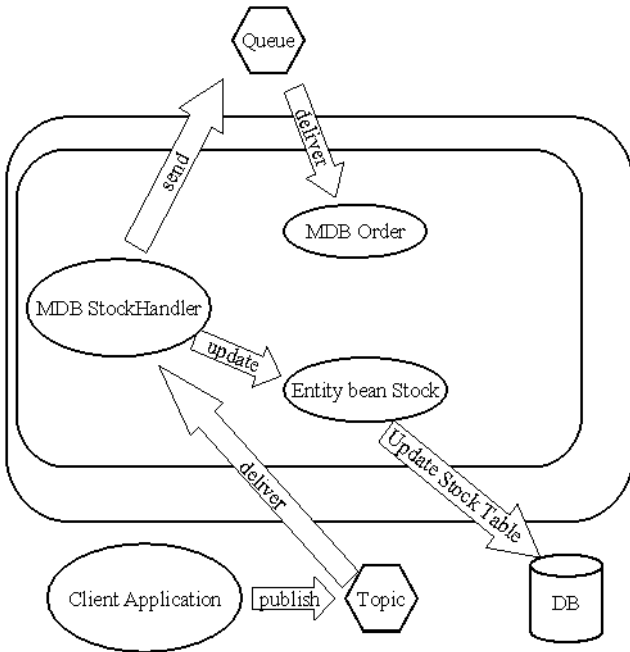 Queue
deliver
send
MDB Order
MDB StockHandler
update
Entity bean Stock
deliver
Update Stock Table
Client Application
publish
Topic
DB